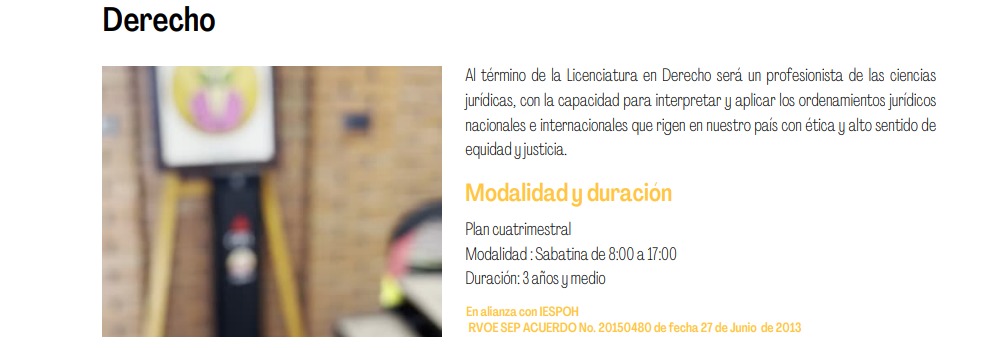 Derecho
Al término de la Licenciatura en Derecho será un profesionista de las ciencias
jurídicas, con la capacidad para interpretar y aplicar los ordenamientos jurídicos
nacionales e internacionales que rigen en nuestro país con ética y alto sentido de
equidad y justicia.
Modalidad y duración
Plan cuatrimestral
Modalidad : Sabatina de 8:00 a 17:00
Duración: 3 años y medio
En alianza con IESPOH
RVOE SEP ACUERDO No. 20150480 de fecha 27 de Junio de 2013